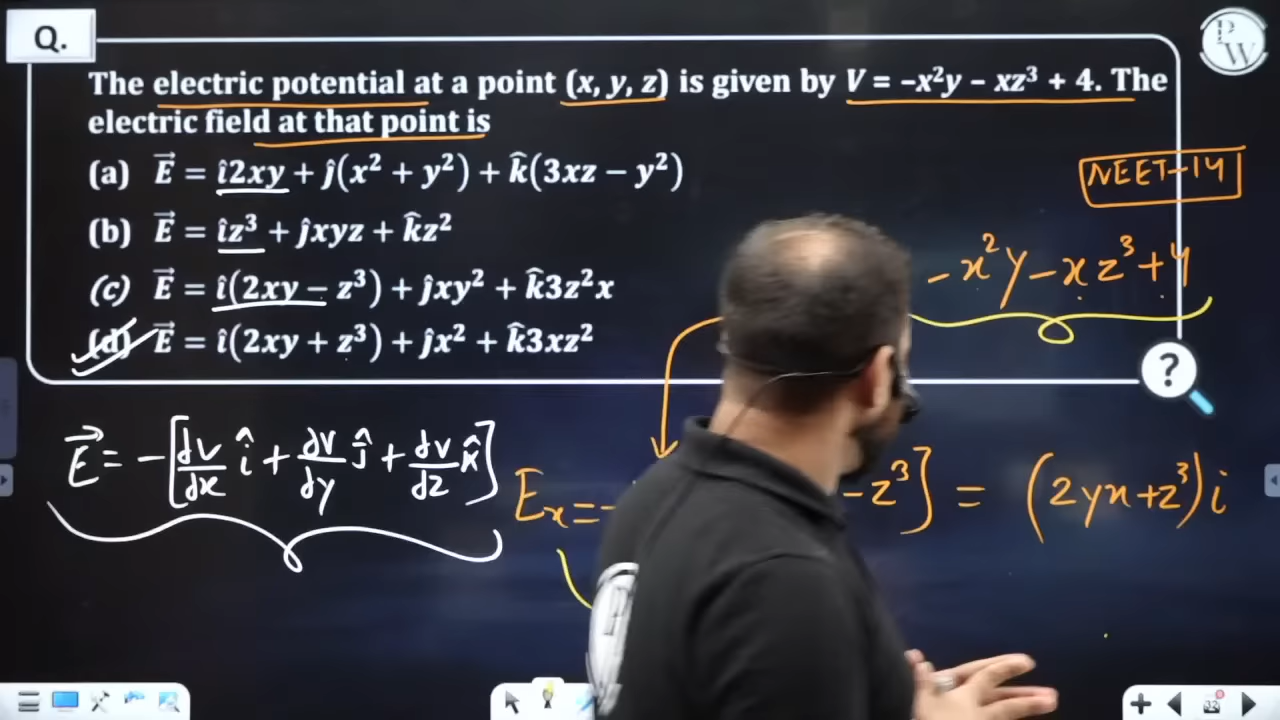 Q.
P
W
The electric potential at a point (x, y, z) is given by V = –x²y – xz³ + 4. The
electric field at that point is
(a) E⃗ = î2xy + ĵ(x² + y²) + k̂(3xz – y²)
NEET-14
(b) E⃗ = îz³ + ĵxyz + k̂z²
-x²y-xz³+4
(c) E⃗ = î(2xy – z³) + ĵxy² + k̂3z²x
(d) E⃗ = î(2xy + z³) + ĵx² + k̂3xz²
?
E⃗ = -[dv/dx î + dv/dy ĵ + dv/dz k̂]
Ex = - -z³] = (2yx+z³)i